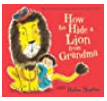 How to Hide a
Lion from
Grandma
Helen Stephens